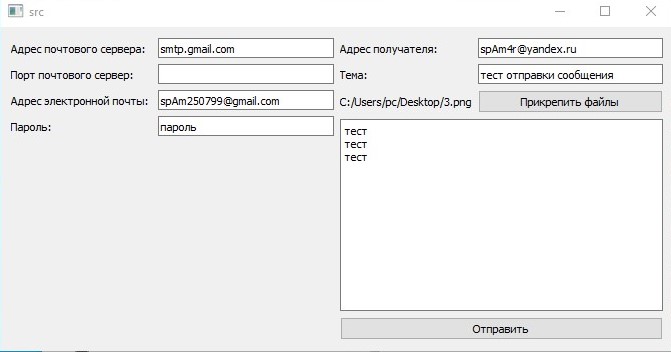 src
Адрес почтового сервера:
smtp.gmail.com
Порт почтового сервер:
Адрес электронной почты:
spAm250799@gmail.com
Пароль:
пароль
Адрес получателя:
spAm4r@yandex.ru
Тема:
тест отправки сообщения
C:/Users/pc/Desktop/3.png
Прикрепить файлы
тест
тест
тест
Отправить